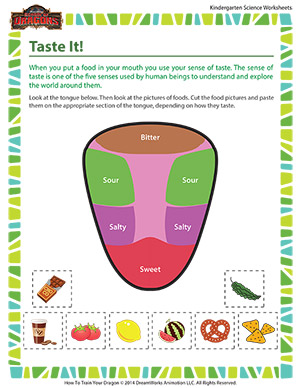 Kindergarten Science Worksheets
DRAGONS
Taste It!
When you put a food in your mouth you use your sense of taste. The sense of
taste is one of the five senses used by human beings to understand and explore
the world around them.
Look at the tongue below. Then look at the pictures of foods. Cut the food pictures and paste
them on the appropriate section of the tongue, depending on how they taste.
Bitter
Sour Sour
Salty Salty
Sweet
How To Train Your Dragon © 2014 DreamWorks Animation LLC. All Rights Reserved.